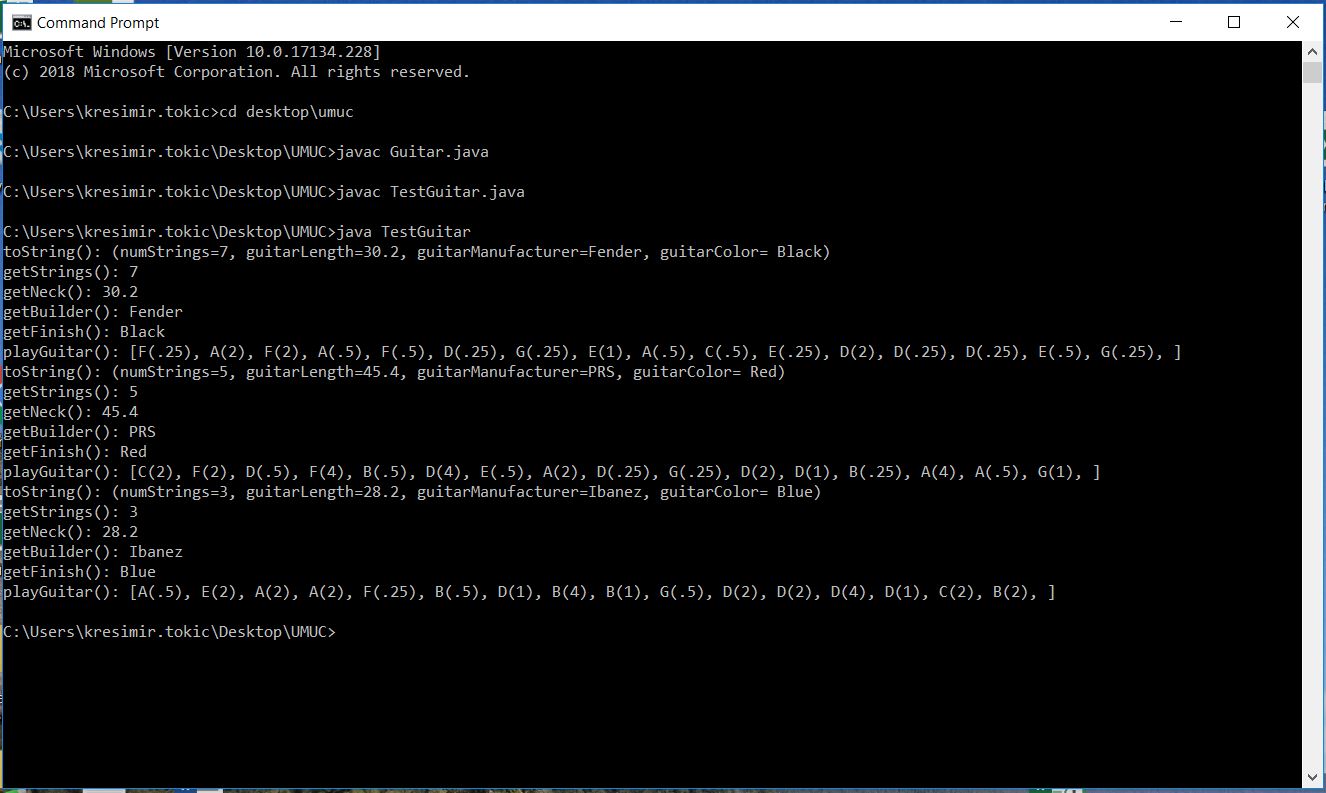 Command Prompt
Microsoft Windows [Version 10.0.17134.228]
(c) 2018 Microsoft Corporation. All rights reserved.
C:\Users\kresimir.tokic>cd desktop\umuc
C:\Users\kresimir.tokic\Desktop\UMUC>javac Guitar.java
C:\Users\kresimir.tokic\Desktop\UMUC>javac TestGuitar.java
C:\Users\kresimir.tokic\Desktop\UMUC>java TestGuitar
toString(): (numStrings=7, guitarLength=30.2, guitarManufacturer=Fender, guitarColor= Black)
getStrings(): 7
getNeck(): 30.2
getBuilder(): Fender
getFinish(): Black
playGuitar(): [F(.25), A(2), F(2), A(.5), F(.5), D(.25), G(.25), E(1), A(.5), C(.5), E(.25), D(2), D(.25), D(.25), E(.5), G(.25), ]
toString(): (numStrings=5, guitarLength=45.4, guitarManufacturer=PRS, guitarColor= Red)
getStrings(): 5
getNeck(): 45.4
getBuilder(): PRS
getFinish(): Red
playGuitar(): [C(2), F(2), D(.5), F(4), B(.5), D(4), E(.5), A(2), D(.25), G(.25), D(2), D(1), B(.25), A(4), A(.5), G(1), ]
toString(): (numStrings=3, guitarLength=28.2, guitarManufacturer=Ibanez, guitarColor= Blue)
getStrings(): 3
getNeck(): 28.2
getBuilder(): Ibanez
getFinish(): Blue
playGuitar(): [A(.5), E(2), A(2), A(2), F(.25), B(.5), D(1), B(4), B(1), G(.5), D(2), D(2), D(4), D(1), C(2), B(2), ]
C:\Users\kresimir.tokic\Desktop\UMUC>